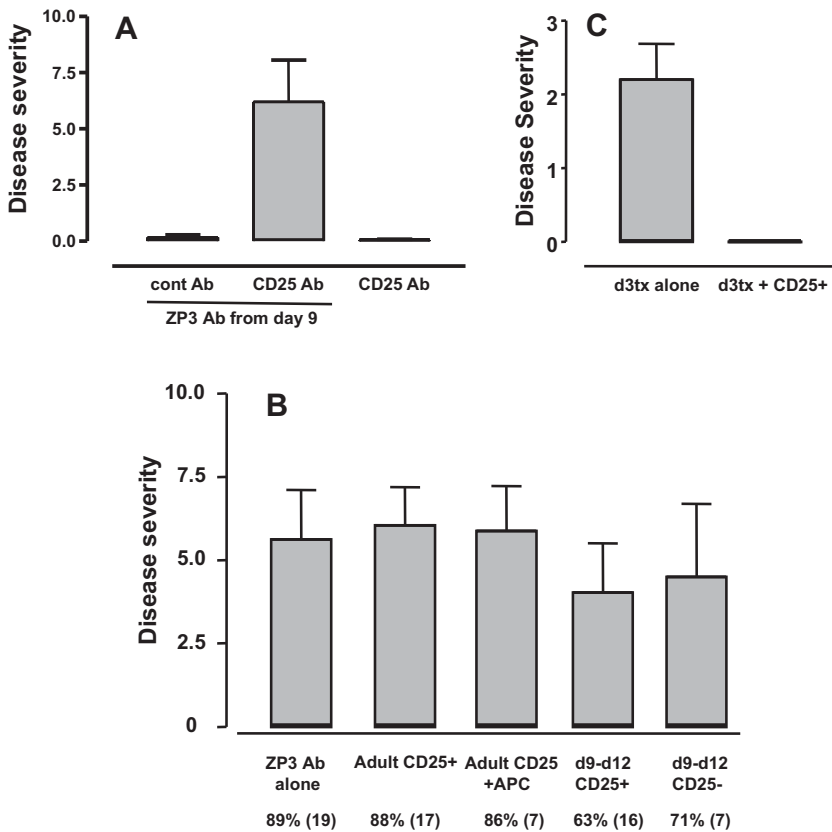 A
Disease severity
10.0
7.5
5.0
2.5
0.0
cont Ab CD25 Ab CD25 Ab
ZP3 Ab from day 9
C
Disease Severity
3
2
1
0
d3tx alone d3tx + CD25+
B
Disease severity
10.0
7.5
5.0
2.5
0
ZP3 Ab alone Adult CD25+ Adult CD25 +APC d9-d12 CD25+ d9-d12 CD25-
89% (19) 88% (17) 86% (7) 63% (16) 71% (7)